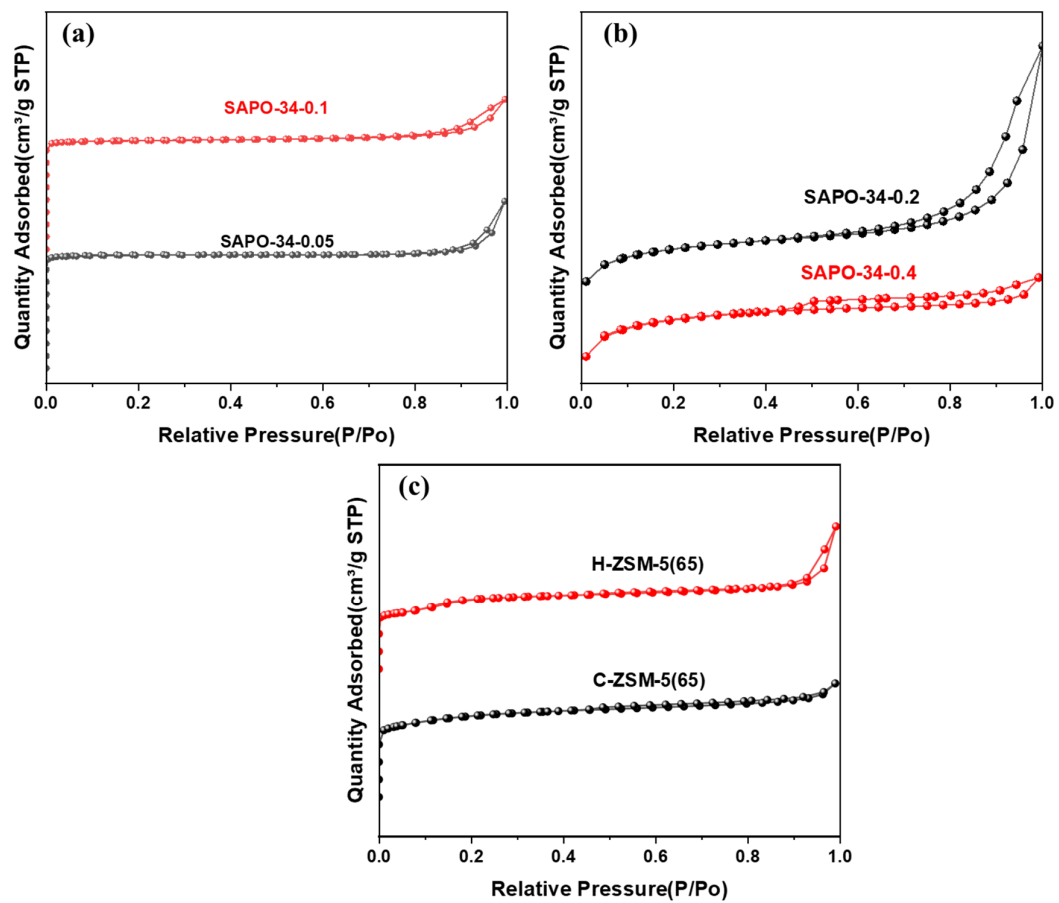 (a)
Quantity Adsorbed(cm³/g STP)
SAPO-34-0.1
SAPO-34-0.05
0.0 0.2 0.4 0.6 0.8 1.0
Relative Pressure(P/Po)
(b)
Quantity Adsorbed(cm³/g STP)
SAPO-34-0.2
SAPO-34-0.4
0.0 0.2 0.4 0.6 0.8 1.0
Relative Pressure(P/Po)
(c)
Quantity Adsorbed(cm³/g STP)
H-ZSM-5(65)
C-ZSM-5(65)
0.0 0.2 0.4 0.6 0.8 1.0
Relative Pressure(P/Po)